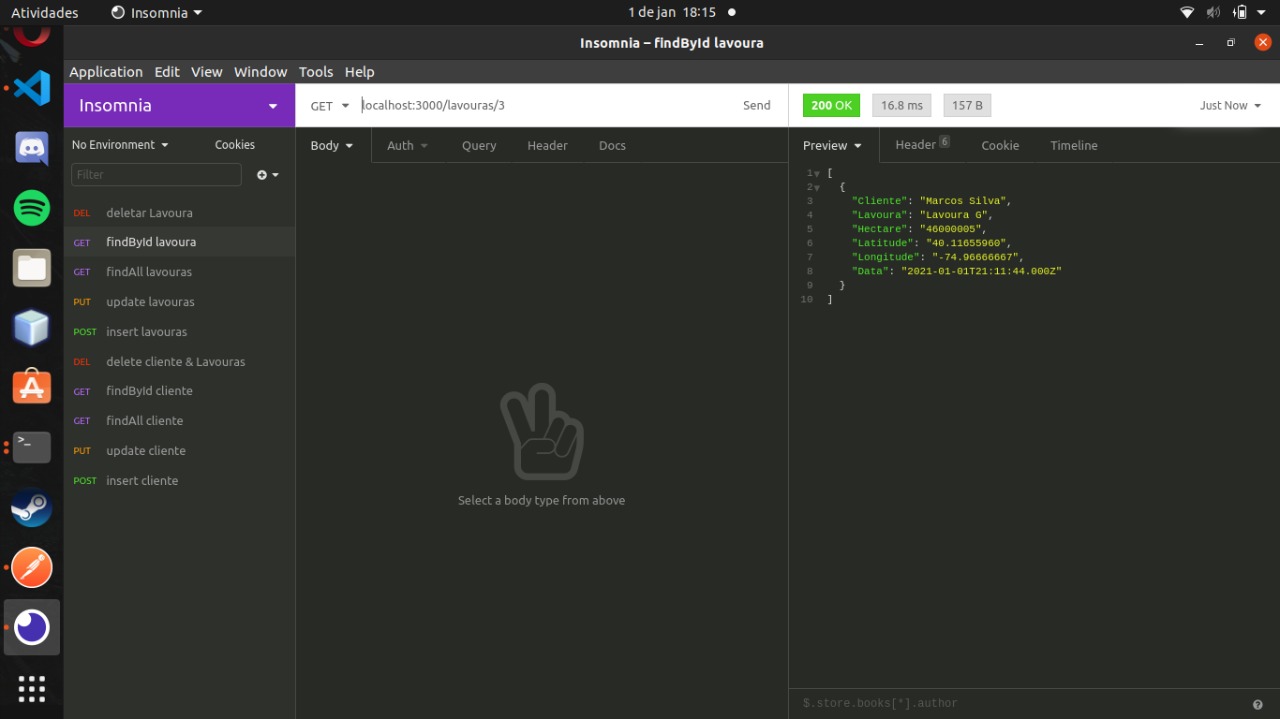 Atividades Insomnia 1 de jan 18:15
Insomnia – findById lavoura
Application Edit View Window Tools Help
Insomnia
GET localhost:3000/lavouras/3 Send
200 OK 16.8 ms 157 B Just Now
No Environment Cookies
Filter
DEL deletar Lavoura
GET findById lavoura
GET findAll lavouras
PUT update lavouras
POST insert lavouras
DEL delete cliente & Lavouras
GET findById cliente
GET findAll cliente
PUT update cliente
POST insert cliente
Body Auth Query Header Docs
Select a body type from above
Preview Header 6 Cookie Timeline
1 [
2 {
3 "Cliente": "Marcos Silva",
4 "Lavoura": "Lavoura G",
5 "Hectare": "46000005",
6 "Latitude": "40.11655960",
7 "Longitude": "-74.96666667",
8 "Data": "2021-01-01T21:11:44.000Z"
9 }
10 ]
$.store.books[*].author